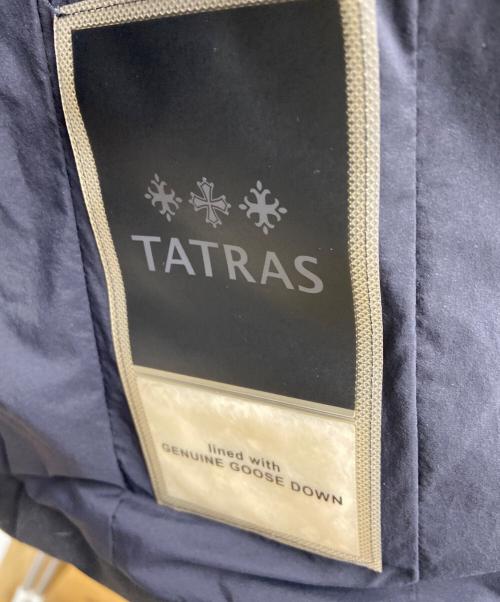 TATRAS
lined with
GENUINE GOOSE DOWN